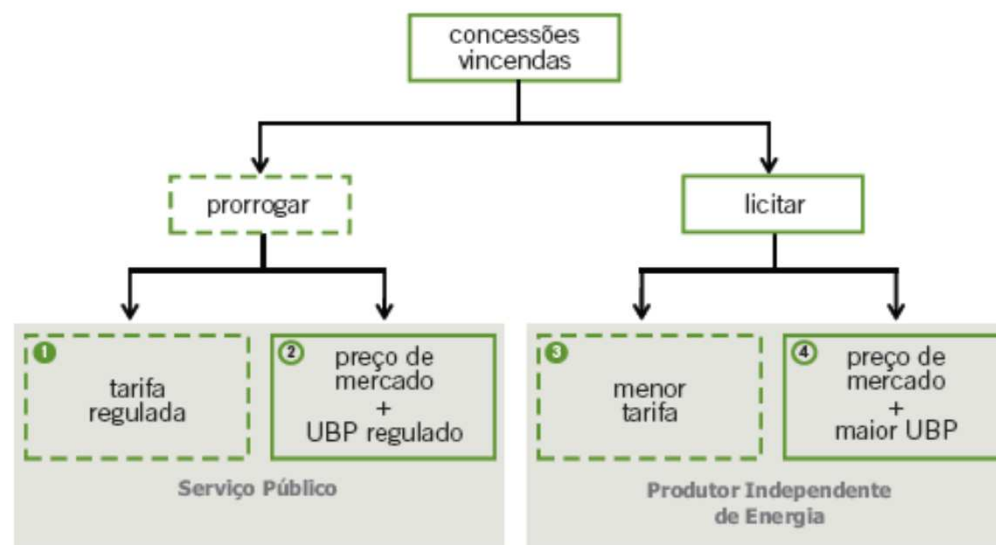 concessões
vincendas
prorrogar
licitar
1
tarifa
regulada
2
preço de
mercado
+
UBP regulado
Serviço Público
3
menor
tarifa
4
preço de
mercado
+
maior UBP
Produtor Independente
de Energia